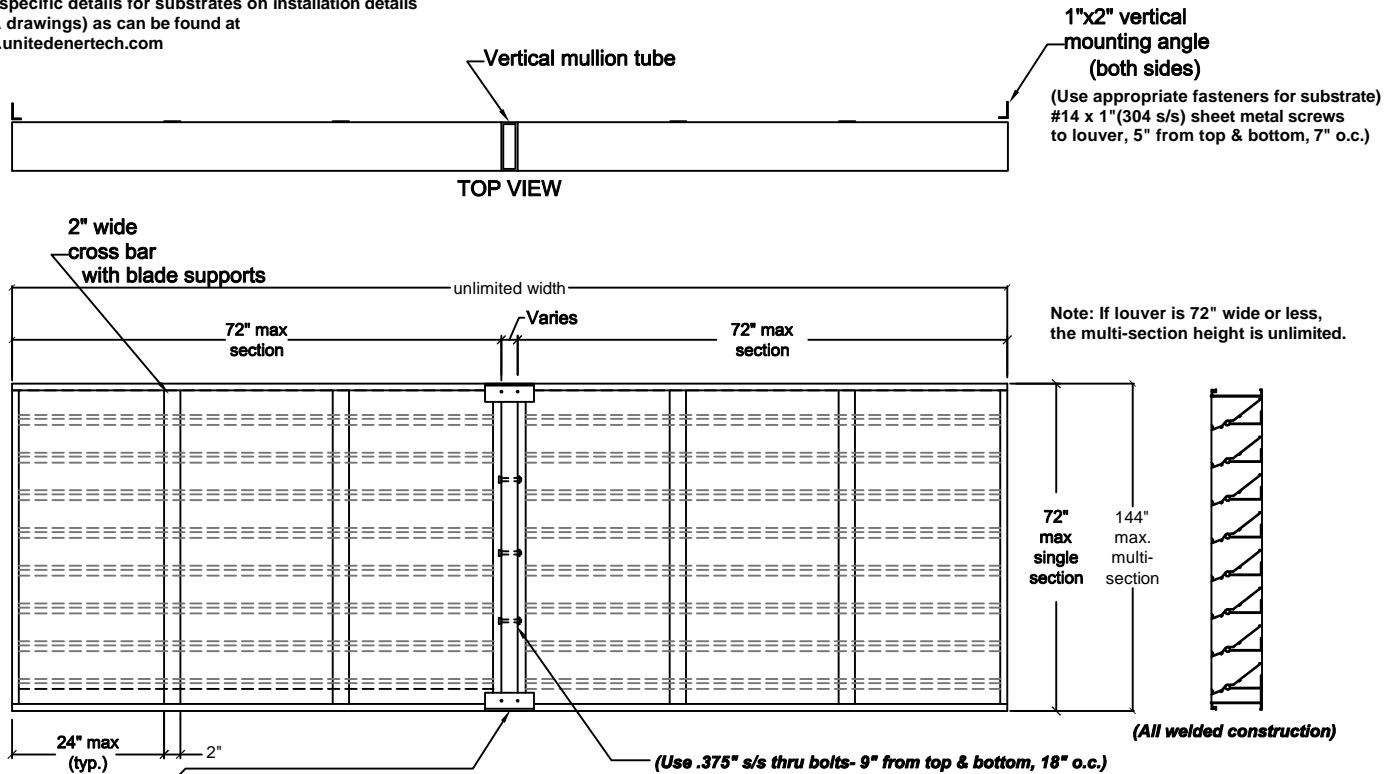 specific details for substrates on installation details
drawings) as can be found at
.unitedenertech.com
Vertical mullion tube
1"x2" vertical
mounting angle
(both sides)
(Use appropriate fasteners for substrate)
#14 x 1"(304 s/s) sheet metal screws
to louver, 5" from top & bottom, 7" o.c.)
TOP VIEW
2" wide
cross bar
with blade supports
unlimited width
72" max
section
Varies
72" max
section
Note: If louver is 72" wide or less,
the multi-section height is unlimited.
72"
max
single
section
144"
max.
multi-
section
(All welded construction)
24" max
(typ.)
2"
(Use .375" s/s thru bolts- 9" from top & bottom, 18" o.c.)